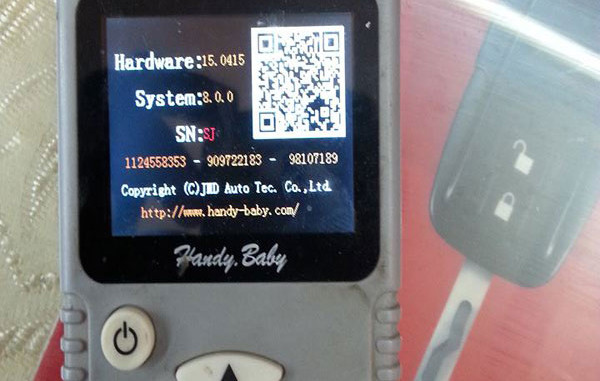 Hardware:15.0415
System:8.0.0
SN:SJ
1124558353 - 909722183 - 98107189
Copyright (C)JMD Auto Tec. Co.,Ltd.
http://www.handy-baby.com/
Handy.Baby